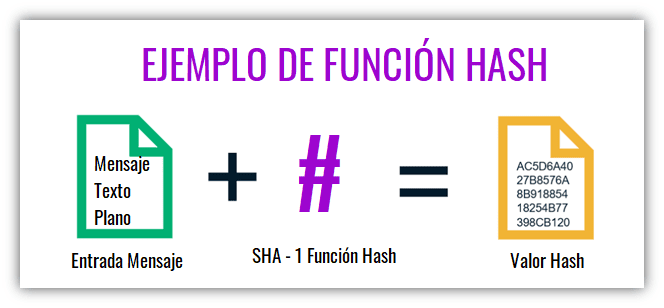 EJEMPLO DE FUNCIÓN HASH
Mensaje
Texto
Plano
+
#
=
AC5D6A40
27B8576A
8B918854
18254B77
398CB120
Entrada Mensaje
SHA - 1 Función Hash
Valor Hash